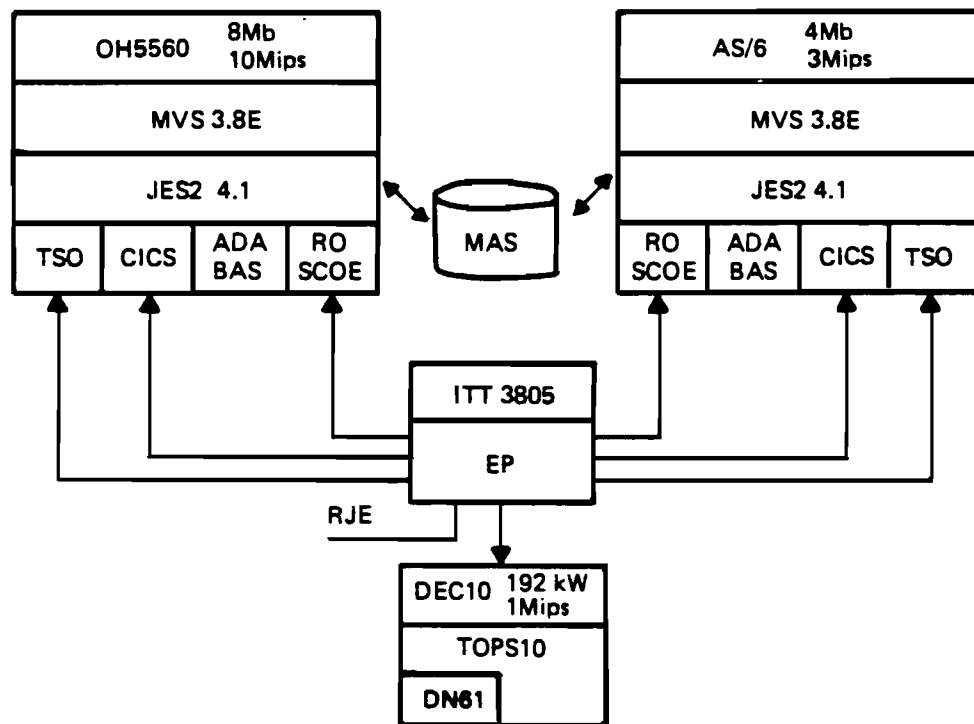 OH5560 8Mb
10Mips
MVS 3.8E
JES2 4.1
TSO CICS ADA BAS RO SCOE
MAS
AS/6 4Mb
3Mips
MVS 3.8E
JES2 4.1
RO SCOE ADA BAS CICS TSO
ITT 3805
EP
RJE
DEC10 192 kW
1Mips
TOPS10
DN61